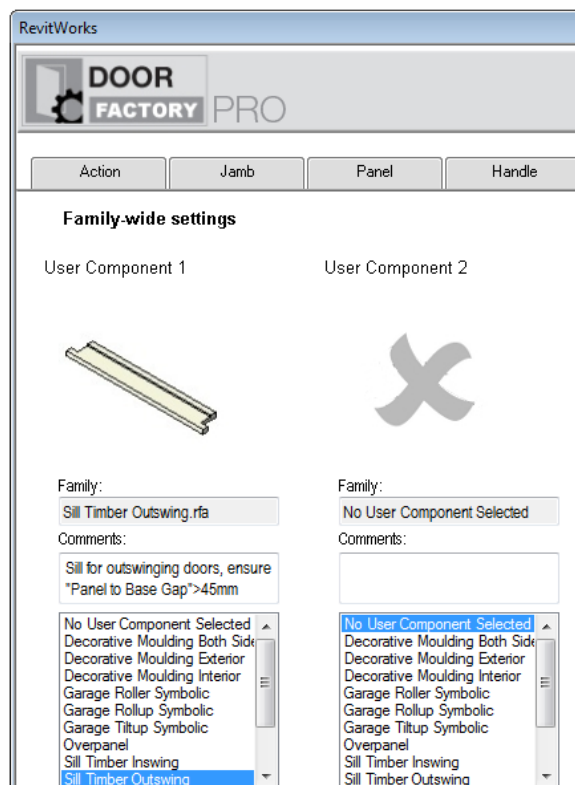 RevitWorks
DOOR
FACTORY PRO
Action Jamb Panel Handle
Family-wide settings
User Component 1 User Component 2
Family: Family:
Sill Timber Outswing.rfa No User Component Selected
Comments: Comments:
Sill for outswinging doors, ensure
"Panel to Base Gap">45mm
No User Component Selected No User Component Selected
Decorative Moulding Both Side Decorative Moulding Both Side
Decorative Moulding Exterior Decorative Moulding Exterior
Decorative Moulding Interior Decorative Moulding Interior
Garage Roller Symbolic Garage Roller Symbolic
Garage Rollup Symbolic Garage Rollup Symbolic
Garage Tiltup Symbolic Garage Tiltup Symbolic
Overpanel Overpanel
Sill Timber Inswing Sill Timber Inswing
Sill Timber Outswing Sill Timber Outswing